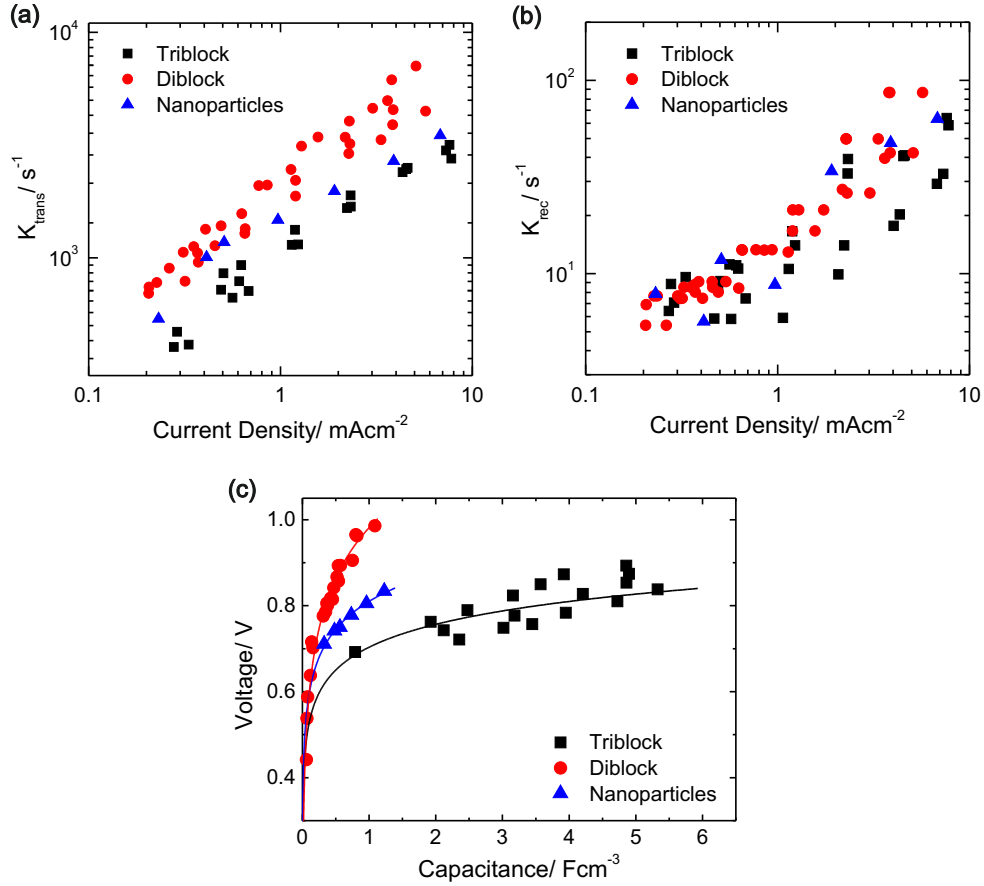 (a)
10⁴
10³
K_trans/ s⁻¹
Triblock
Diblock
Nanoparticles
0.1 1 10
Current Density/ mAcm⁻²
(b)
10²
10¹
K_rec/ s⁻¹
Triblock
Diblock
Nanoparticles
0.1 1 10
Current Density/ mAcm⁻²
(c)
1.0
0.8
0.6
0.4
Voltage/ V
Triblock
Diblock
Nanoparticles
0 1 2 3 4 5 6
Capacitance/ Fcm⁻³